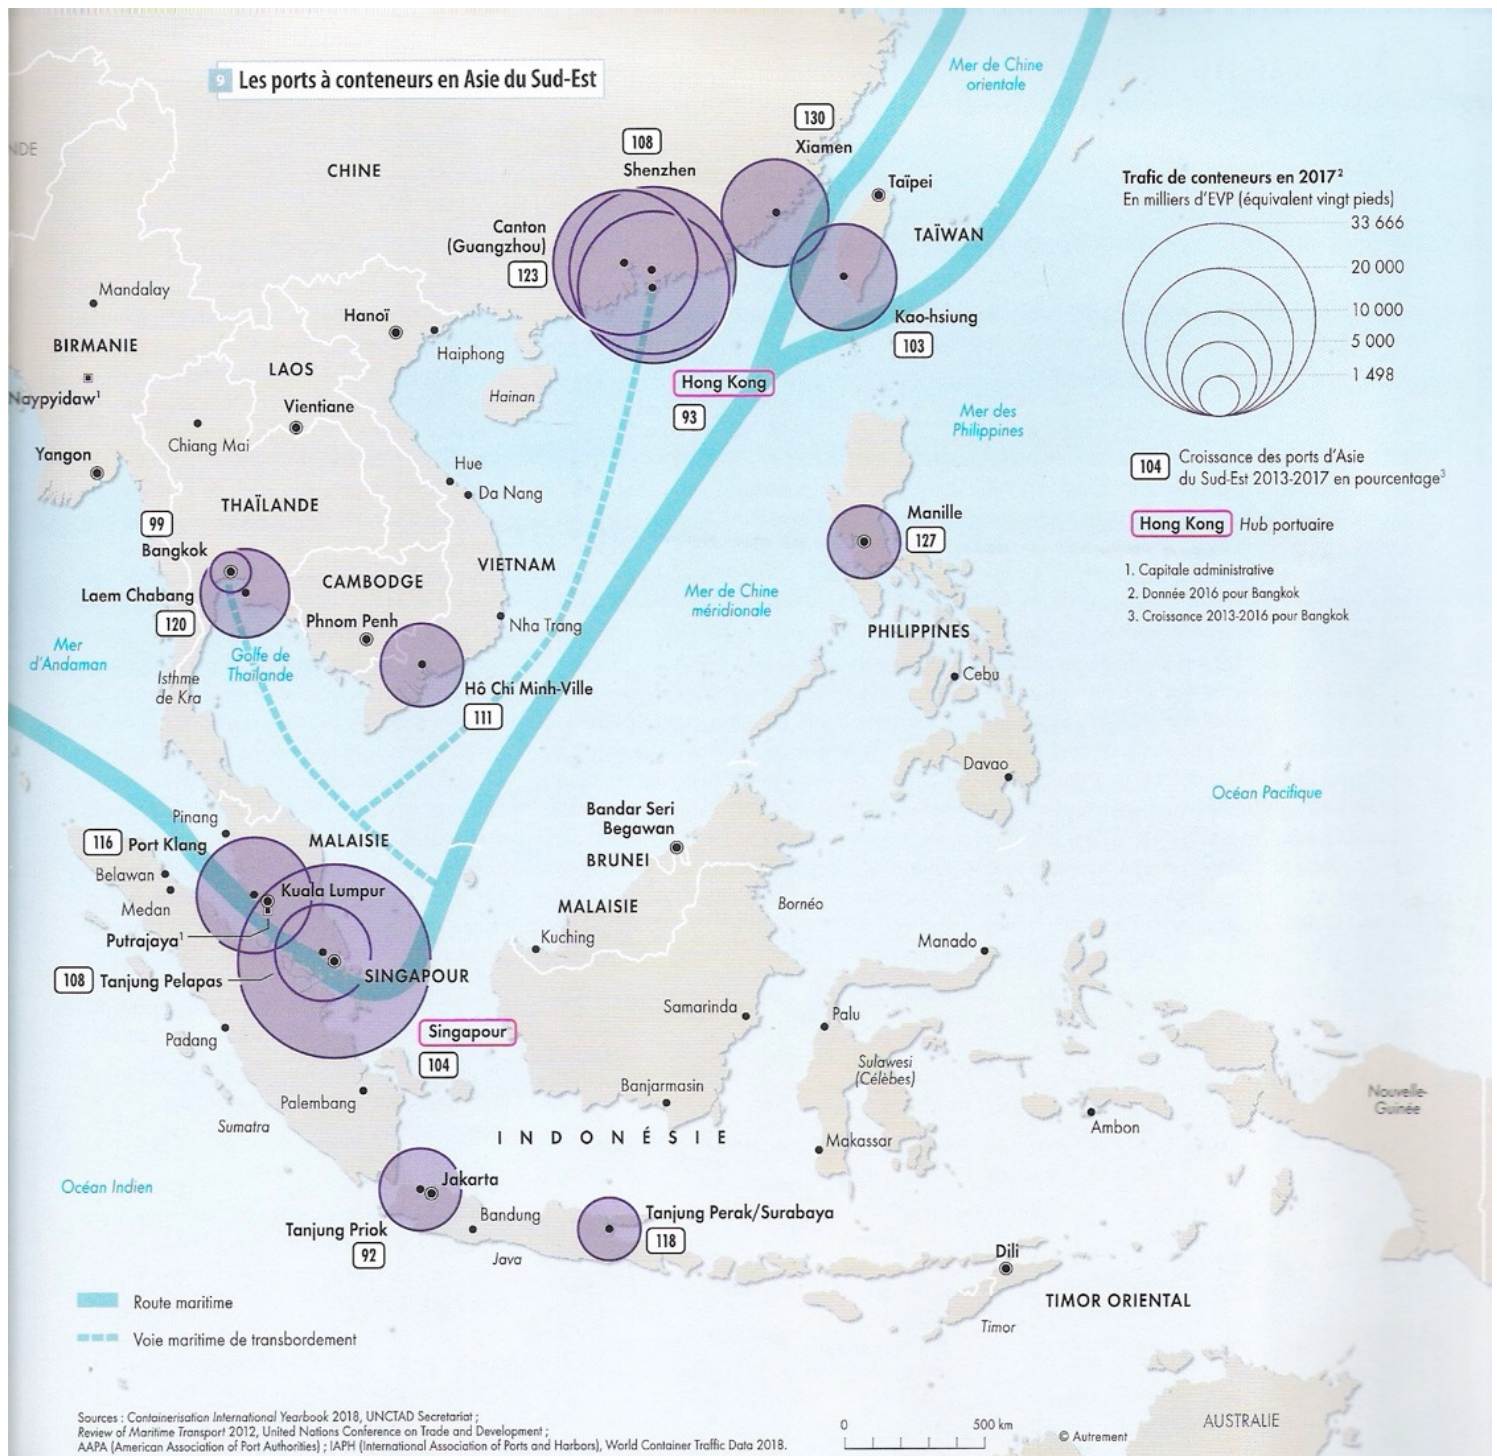 9 Les ports à conteneurs en Asie du Sud-Est
Mer de Chine
orientale
130
Xiamen
108
Shenzhen
CHINE
Canton
(Guangzhou)
123
Taïpei
TAÏWAN
Kao-hsiung
103
Trafic de conteneurs en 2017²
En milliers d'EVP (équivalent vingt pieds)
33 666
20 000
10 000
5 000
1 498
104 Croissance des ports d'Asie
du Sud-Est 2013-2017 en pourcentage³
Hong Kong Hub portuaire
1. Capitale administrative
2. Donnée 2016 pour Bangkok
3. Croissance 2013-2016 pour Bangkok
NDE
Mandalay
BIRMANIE
Naypyidaw¹
Yangon
Hanoï
Haiphong
LAOS
Vientiane
Chiang Mai
Hainan
Hong Kong
93
Mer des
Philippines
Hue
Da Nang
THAÏLANDE
99
Bangkok
Laem Chabang
120
CAMBODGE
Phnom Penh
VIETNAM
Nha Trang
Hô Chi Minh-Ville
111
Manille
127
PHILIPPINES
Cebu
Davao
Mer de Chine
méridionale
Mer
d'Andaman
Isthme
de Kra
Golfe de
Thaïlande
Océan Pacifique
Pinang
116 Port Klang
MALAISIE
Belawan
Medan
Kuala Lumpur
Putrajaya¹
108 Tanjung Pelapas
SINGAPOUR
Singapour
104
Padang
Palembang
Sumatra
Bandar Seri
Begawan
BRUNEI
MALAISIE
Kuching
Bornéo
Samarinda
Banjarmasin
Manado
Palu
Sulawesi
(Célèbes)
Makassar
Ambon
Nouvelle-
Guinée
INDONÉSIE
Océan Indien
Jakarta
Tanjung Priok
92
Bandung
Java
Tanjung Perak/Surabaya
118
Dili
TIMOR ORIENTAL
Timor
AUSTRALIE
Route maritime
Voie maritime de transbordement
Sources : Containerisation International Yearbook 2018, UNCTAD Secretariat ;
Review of Maritime Transport 2012, United Nations Conference on Trade and Development ;
AAPA (American Association of Port Authorities) ; IAPH (International Association of Ports and Harbors), World Container Traffic Data 2018.
0 500 km
© Autrement